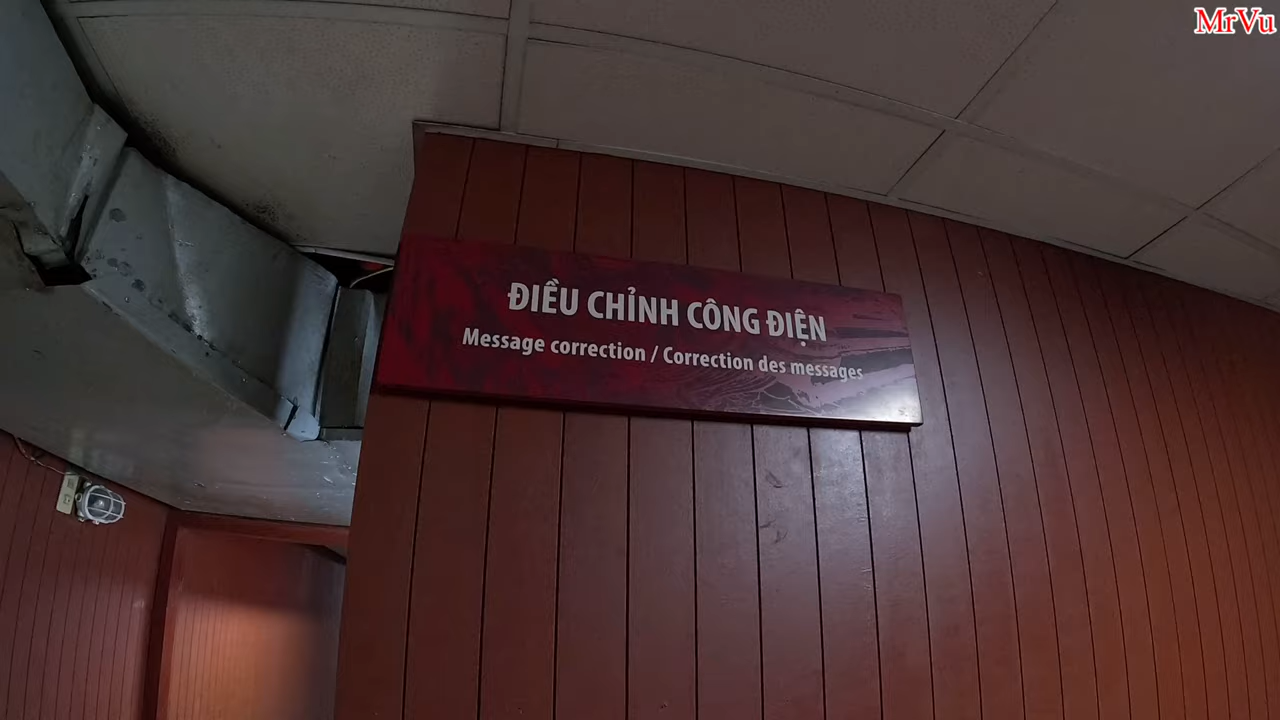 MrVu
ĐIỀU CHỈNH CÔNG ĐIỆN
Message correction / Correction des messages